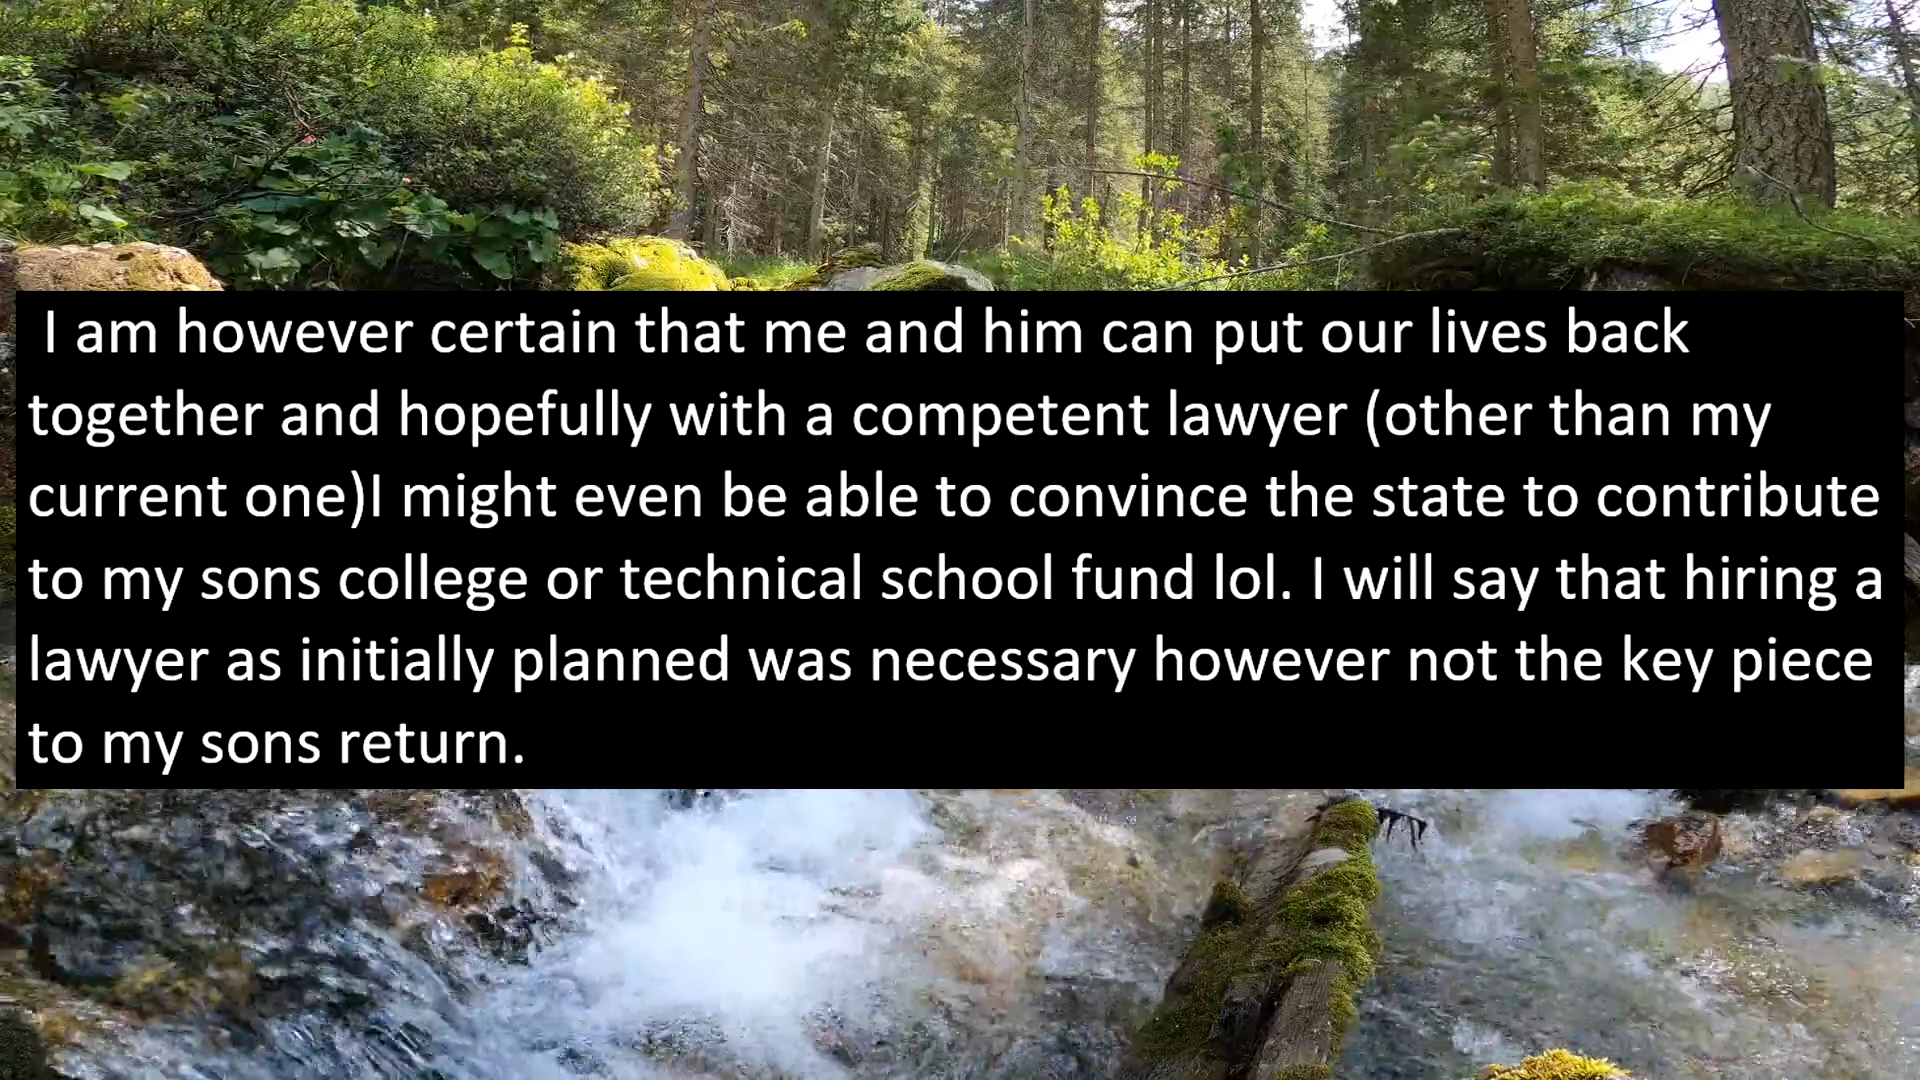 I am however certain that me and him can put our lives back
together and hopefully with a competent lawyer (other than my
current one)I might even be able to convince the state to contribute
to my sons college or technical school fund lol. I will say that hiring a
lawyer as initially planned was necessary however not the key piece
to my sons return.